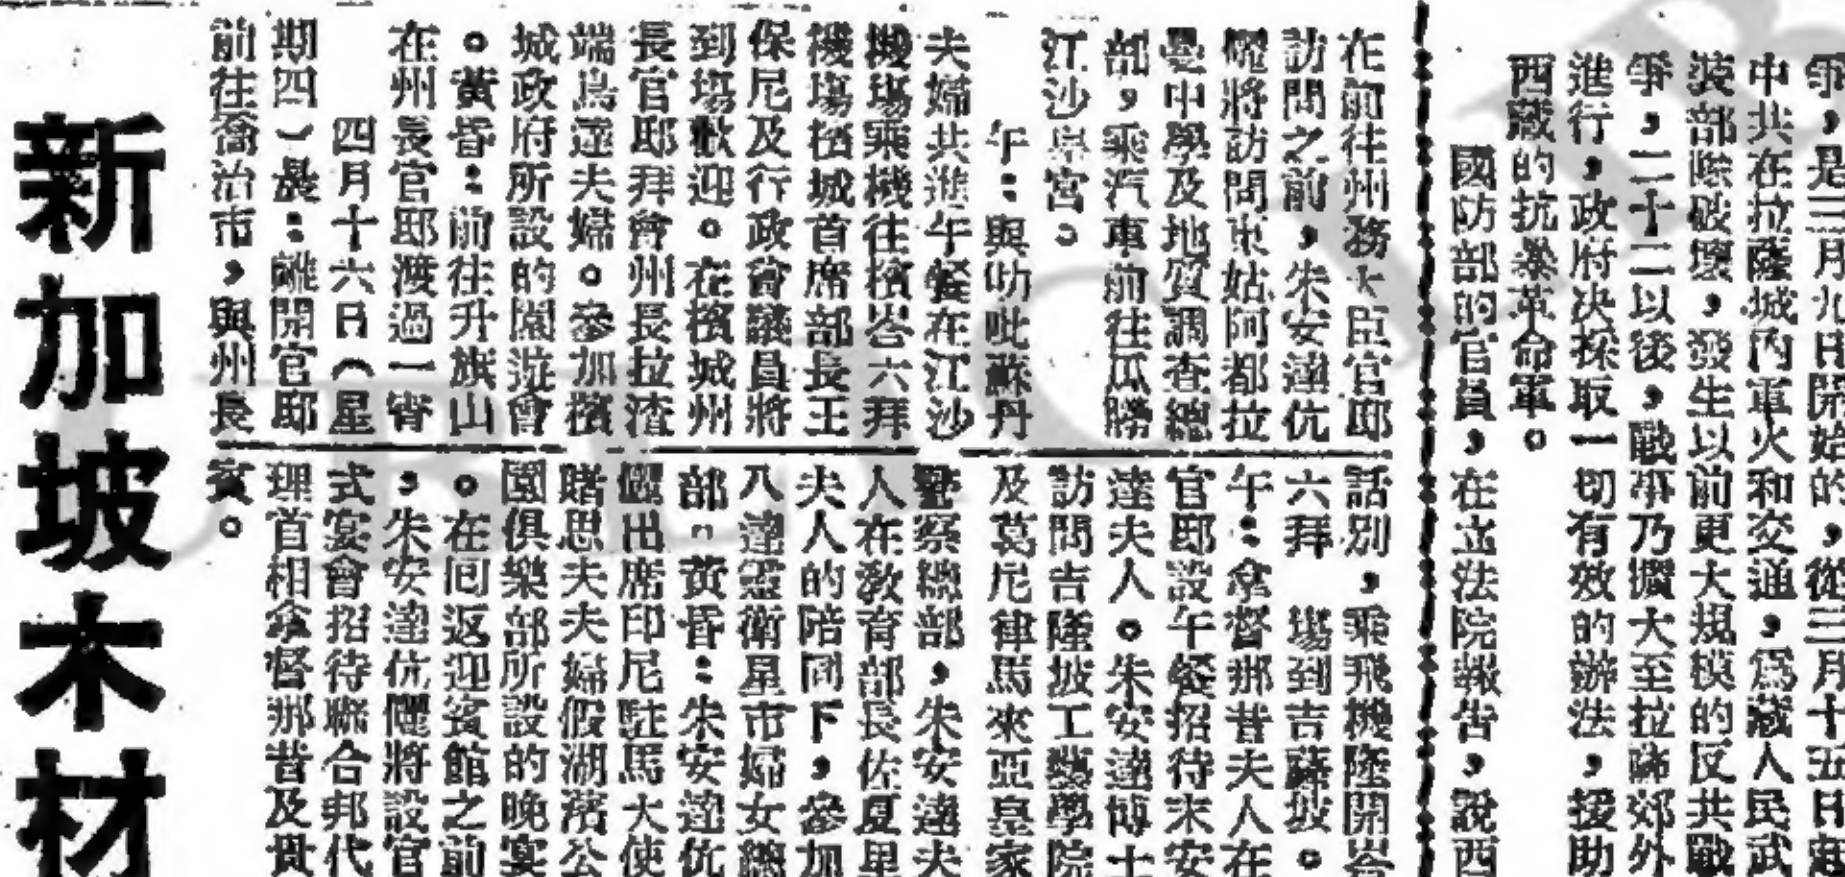 爭，是三月九日開始的，從三月十五日
中共在拉薩城內軍火和交通，爲藏人民武
裝部隊破壞，發生以前更大規模的反共戰
爭，二十二以後，戰事乃擴大至拉薩郊外
進行，政府决採取一切有效的辦法，援助
西藏的抗暴革命軍。
國防部的官員，在立法院報告，說西
在前往州務大臣官邸
訪問之前，朱安達伉
儷將訪問東姑阿都拉
曼中學及地質調查總
部，乘汽車前往瓜勝
江沙皇宮。
午：與叻吡蘇丹
夫婦共進午餐在江沙
機場乘機往檳峇六拜
機塲檳城首席部長王
保尼及行政會議員將
到場歡迎。在檳城州
長官邸拜會州長拉渣
端烏達夫婦。參加檳
城政府所設的園遊會
。黃昏：前往升旗山
在州長官邸渡過一宵
四月十六日（星
期四）晨：離開官邸
前往喬治市，與州長
話別，乘飛機隆開峇
六拜 塲到吉蘇坡。
午：拿督那昔夫人在
官邸設午餐招待末安
達夫人。朱安達博士
訪問吉隆坡工藝學院
及莫尼律馬來亞皇家
警察總部，朱安達夫
人在教育部長佐夏里
夫人的陪同下，參加
八達靈衛星市婦女總
部。黃昏：朱安達伉
儷出席印尼駐馬大使
賭思夫夫婦假湖濱公
園俱樂部所設的晚宴
。在囘返迎賓館之前
，朱安達伉儷將設官
式宴會招待聯合邦代
理首相拿督那昔及貴
賓。
新加坡木材